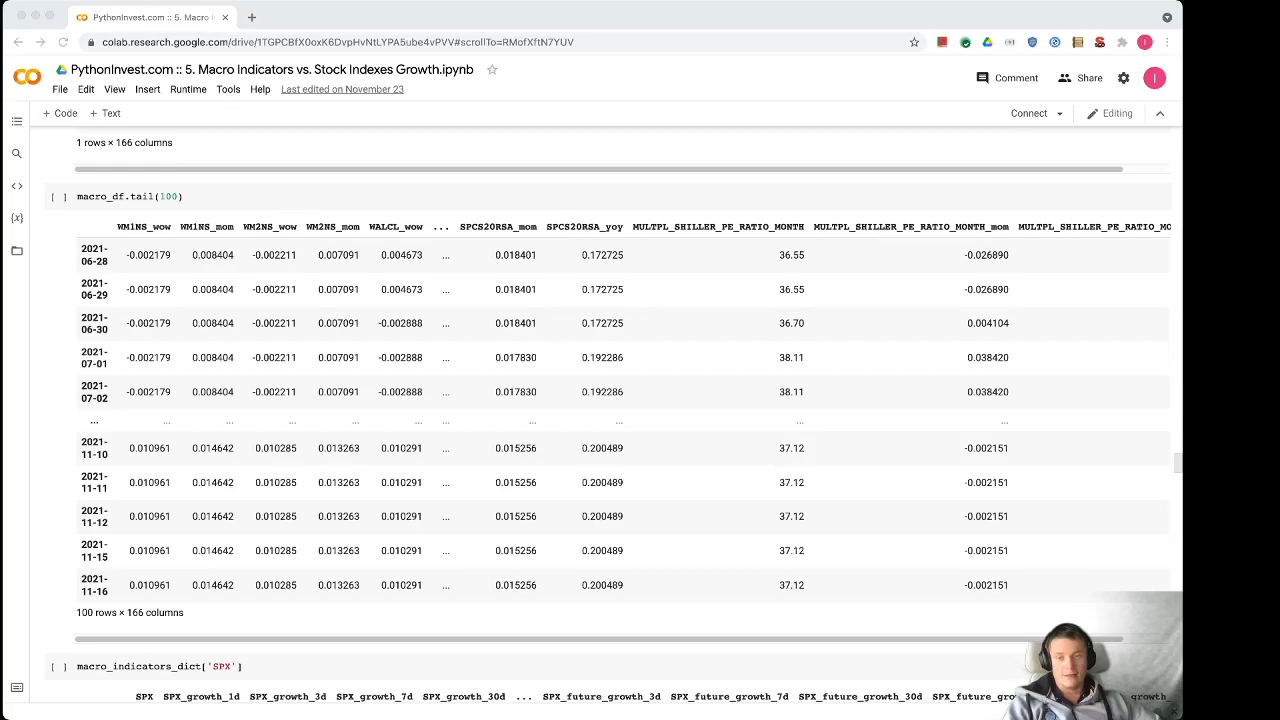 PythonInvest.com :: 5. Macro I
colab.research.google.com/drive/1TGPCBfX0oxK6DvpHvNtLYPA5ube4vPVV#scrollTo=RMofXftN7YUV
PythonInvest.com :: 5. Macro Indicators vs. Stock Indexes Growth.ipynb
Comment Share I
File Edit View Insert Runtime Tools Help Last edited on November 23
+ Code + Text Connect Editing
1 rows × 166 columns
[ ] macro_df.tail(100)
WM1NS_wow WM1NS_mom WM2NS_wow WM2NS_mom WALCL_wow ... SPCS20RSA_mom SPCS20RSA_yoy MULTPL_SHILLER_PE_RATIO_MONTH MULTPL_SHILLER_PE_RATIO_MONTH_mom MULTPL_SHILLER_PE_RATIO_MO
2021-06-28 -0.002179 0.008404 -0.002211 0.007091 0.004673 ... 0.018401 0.172725 36.55 -0.026890
2021-06-29 -0.002179 0.008404 -0.002211 0.007091 0.004673 ... 0.018401 0.172725 36.55 -0.026890
2021-06-30 -0.002179 0.008404 -0.002211 0.007091 -0.002888 ... 0.018401 0.172725 36.70 0.004104
2021-07-01 -0.002179 0.008404 -0.002211 0.007091 -0.002888 ... 0.017830 0.192286 38.11 0.038420
2021-07-02 -0.002179 0.008404 -0.002211 0.007091 -0.002888 ... 0.017830 0.192286 38.11 0.038420
... ... ... ... ... ... ... ... ... ... ...
2021-11-10 0.010961 0.014642 0.010285 0.013263 0.010291 ... 0.015256 0.200489 37.12 -0.002151
2021-11-11 0.010961 0.014642 0.010285 0.013263 0.010291 ... 0.015256 0.200489 37.12 -0.002151
2021-11-12 0.010961 0.014642 0.010285 0.013263 0.010291 ... 0.015256 0.200489 37.12 -0.002151
2021-11-15 0.010961 0.014642 0.010285 0.013263 0.010291 ... 0.015256 0.200489 37.12 -0.002151
2021-11-16 0.010961 0.014642 0.010285 0.013263 0.010291 ... 0.015256 0.200489 37.12 -0.002151
100 rows × 166 columns
[ ] macro_indicators_dict['SPX']
SPX SPX_growth_1d SPX_growth_3d SPX_growth_7d SPX_growth_30d ... SPX_future_growth_3d SPX_future_growth_7d SPX_future_growth_30d SPX_future_grow growth_